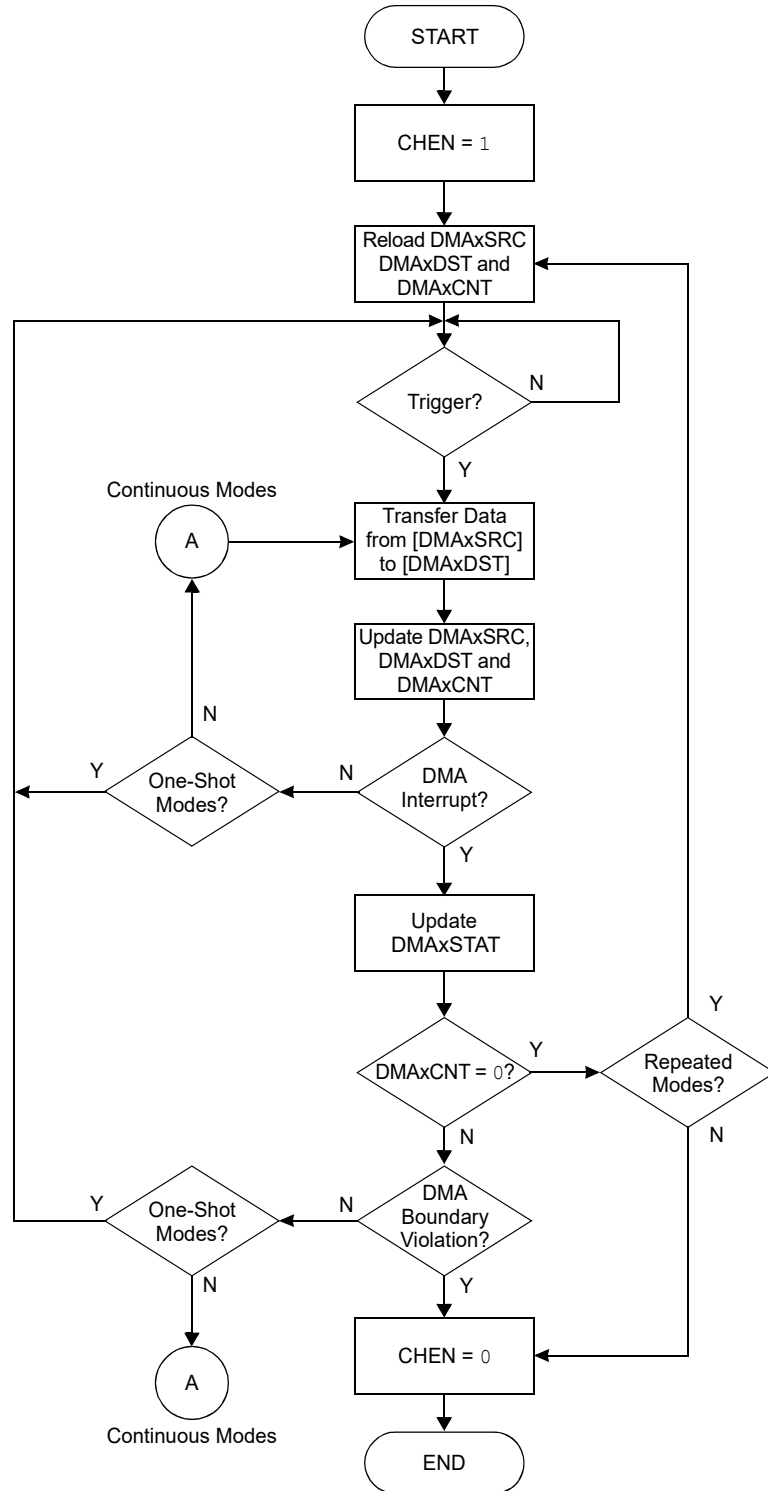 START
CHEN = 1
Reload DMAxSRC
DMAxDST and
DMAxCNT
Trigger?
N
Y
Continuous Modes
A
Transfer Data
from [DMAxSRC]
to [DMAxDST]
Update DMAxSRC,
DMAxDST and
DMAxCNT
N
Y
One-Shot
Modes?
N
DMA
Interrupt?
Y
Update
DMAxSTAT
DMAxCNT = 0?
Y
Y
Repeated
Modes?
N
N
Y
One-Shot
Modes?
N
DMA
Boundary
Violation?
N
Y
A
Continuous Modes
CHEN = 0
END